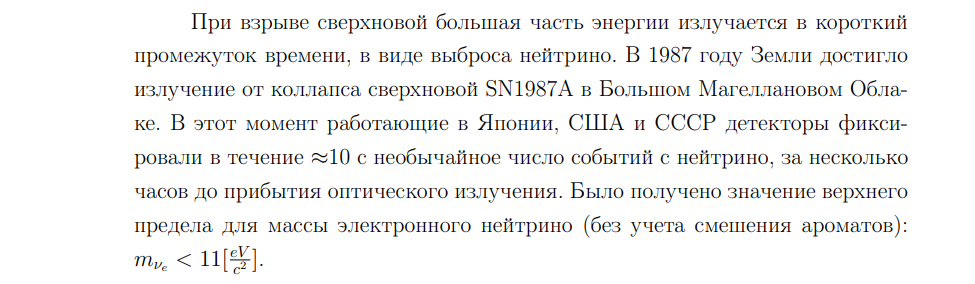 При взрыве сверхновой большая часть энергии излучается в короткий
промежуток времени, в виде выброса нейтрино. В 1987 году Земли достигло
излучение от коллапса сверхновой SN1987A в Большом Магеллановом Обла-
ке. В этот момент работающие в Японии, США и СССР детекторы фикси-
ровали в течение ≈10 с необычайное число событий с нейтрино, за несколько
часов до прибытия оптического излучения. Было получено значение верхнего
предела для массы электронного нейтрино (без учета смешения ароматов):
$m_{\nu_e} < 11[\frac{eV}{c^2}]$.